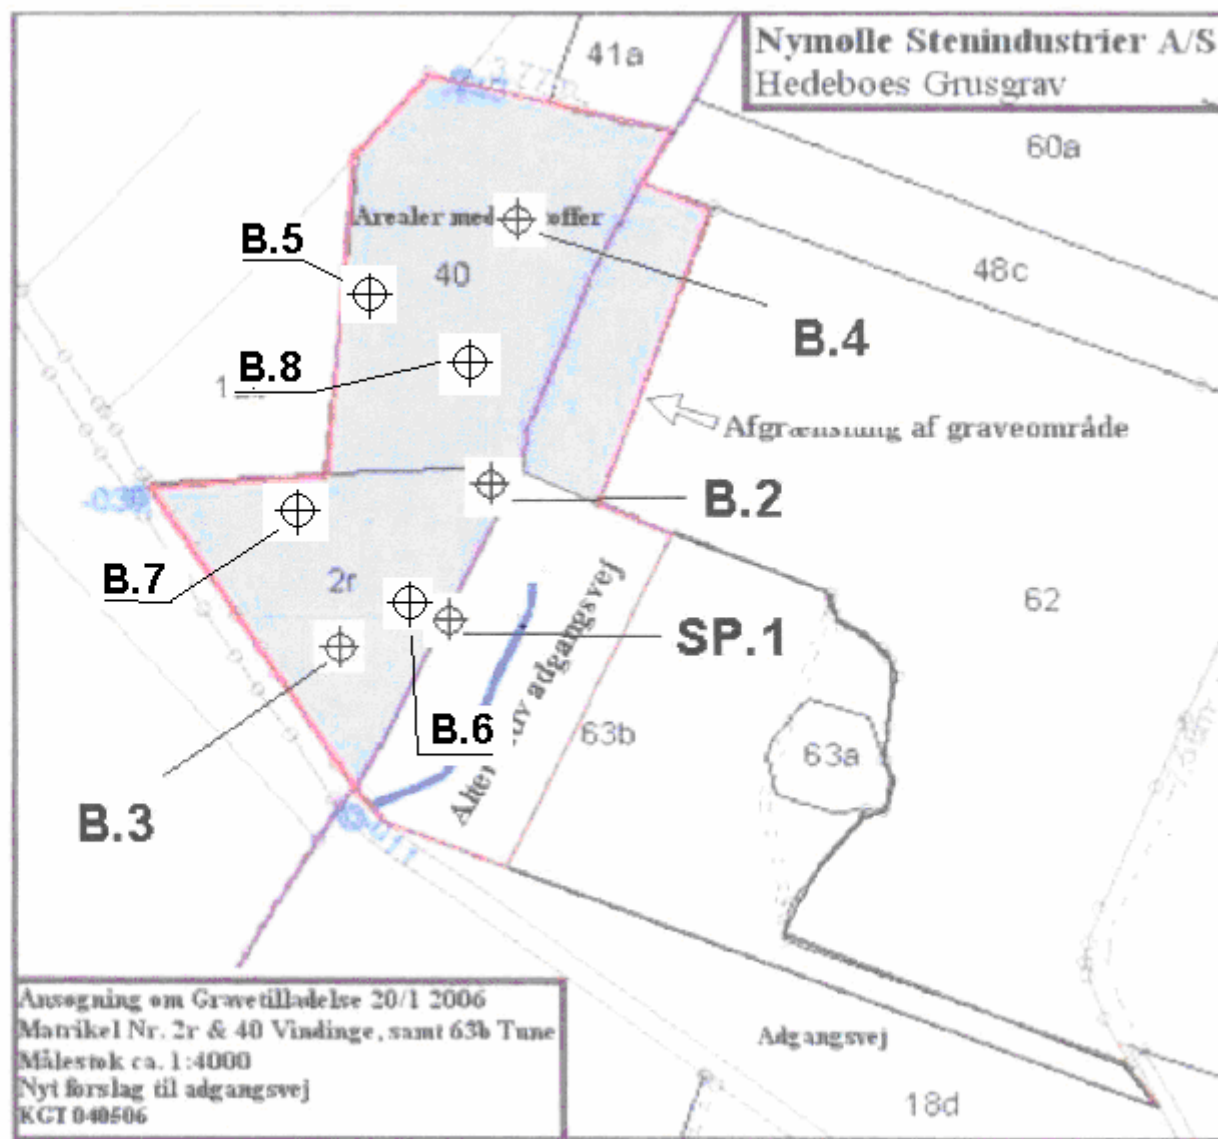 Nymølle Stenindustrier A/S
Hedeboes Grusgrav
41a
60a
Arealer med offer
B.5
40
48c
B.4
B.8
Afgrænsning af graveområde
B.2
B.7
2r
62
SP.1
adgangsvej
B.6
63b
63a
B.3
Ansøgning om Gravetilladelse 20/1 2006
Matrikel Nr. 2r & 40 Vindinge, samt 63b Tune
Målestok ca. 1:4000
Nyt forslag til adgangsvej
KGT 040506
Adgangsvej
18d